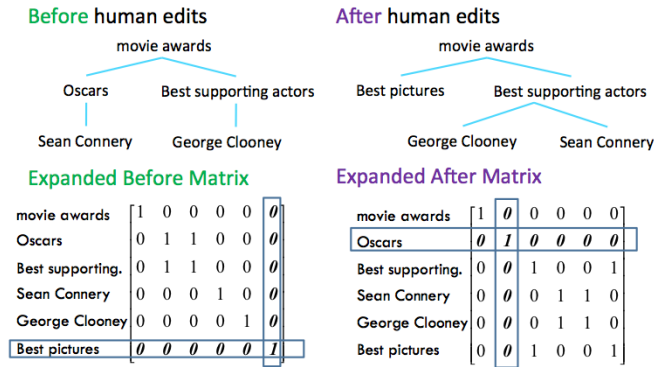 Before human edits
movie awards
Oscars Best supporting actors
Sean Connery George Clooney
After human edits
movie awards
Best pictures Best supporting actors
George Clooney Sean Connery
Expanded Before Matrix
movie awards 1 0 0 0 0 0
Oscars 0 1 1 0 0 0
Best supporting. 0 1 1 0 0 0
Sean Connery 0 0 0 1 0 0
George Clooney 0 0 0 0 1 0
Best pictures 0 0 0 0 0 1
Expanded After Matrix
movie awards 1 0 0 0 0 0
Oscars 0 1 0 0 0 0
Best supporting. 0 0 1 0 0 1
Sean Connery 0 0 0 1 1 0
George Clooney 0 0 0 1 1 0
Best pictures 0 0 1 0 0 1